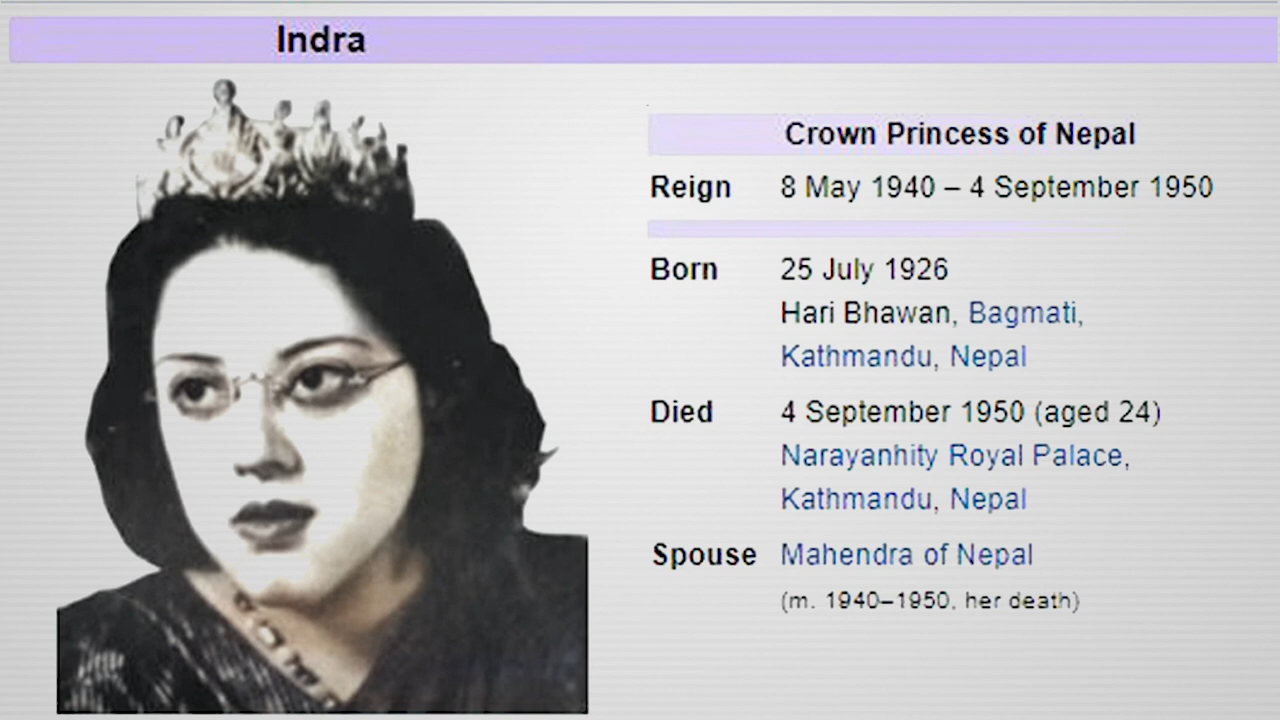 Indra
Crown Princess of Nepal
Reign 8 May 1940 – 4 September 1950
Born 25 July 1926
Hari Bhawan, Bagmati,
Kathmandu, Nepal
Died 4 September 1950 (aged 24)
Narayanhity Royal Palace,
Kathmandu, Nepal
Spouse Mahendra of Nepal
(m. 1940–1950, her death)